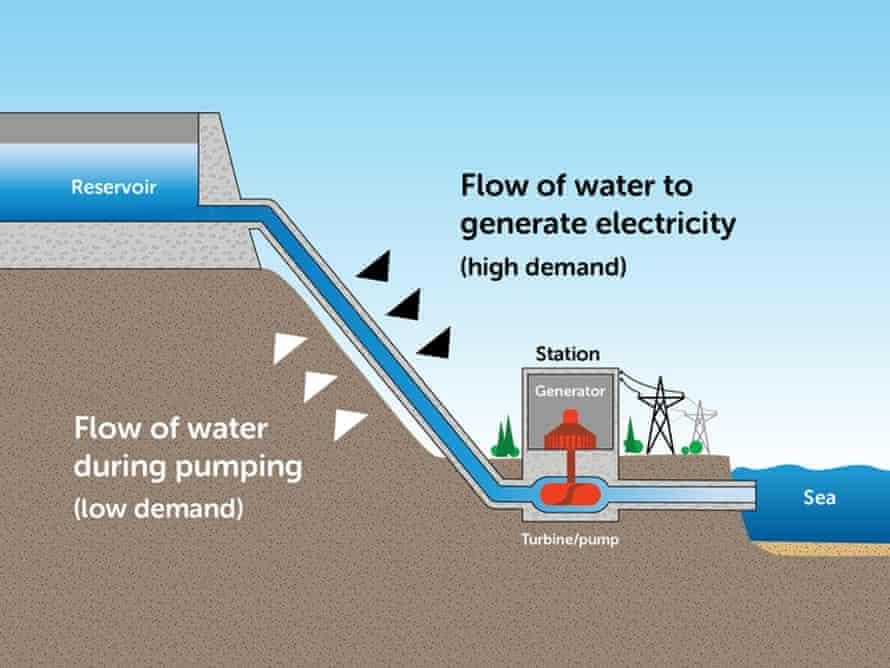 Reservoir
Flow of water to
generate electricity
(high demand)
Station
Generator
Flow of water
during pumping
(low demand)
Sea
Turbine/pump